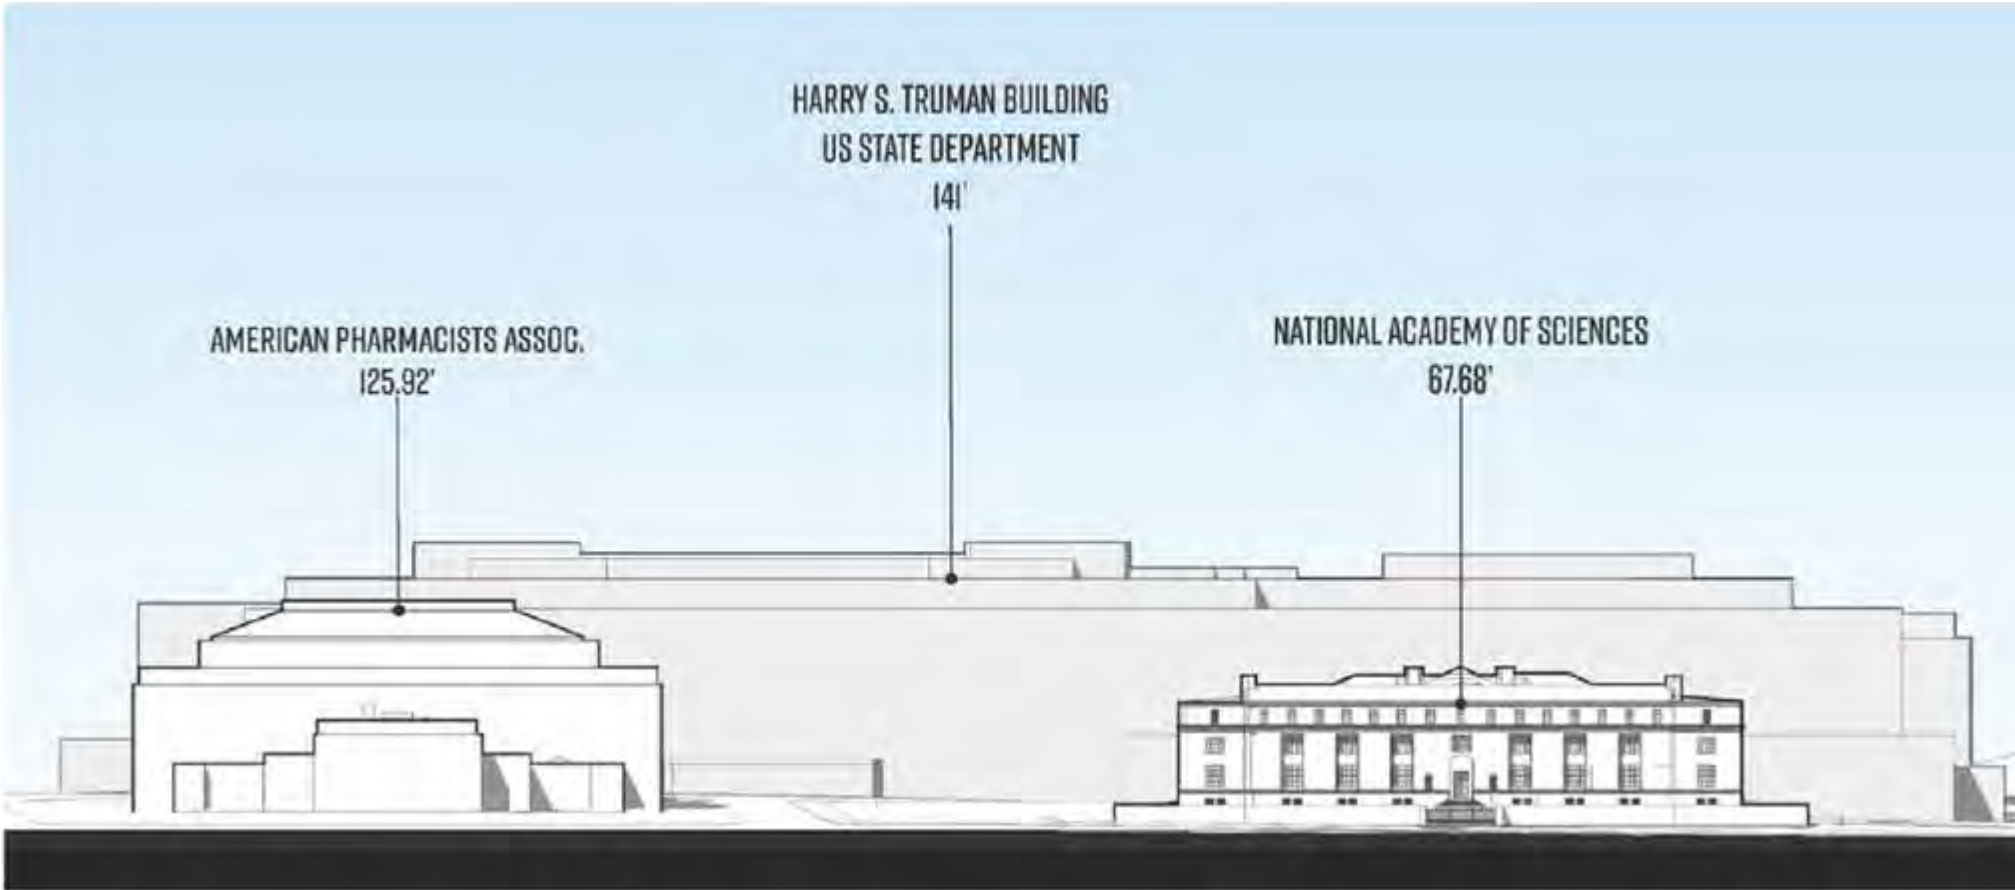 HARRY S. TRUMAN BUILDING
US STATE DEPARTMENT
141'
AMERICAN PHARMACISTS ASSOC.
125.92'
NATIONAL ACADEMY OF SCIENCES
67.68'